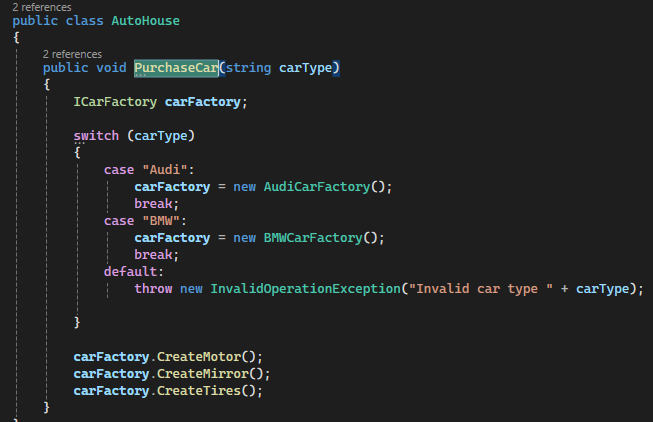 2 references
public class AutoHouse
{
2 references
public void PurchaseCar(string carType)
{
ICarFactory carFactory;
switch (carType)
{
case "Audi":
carFactory = new AudiCarFactory();
break;
case "BMW":
carFactory = new BMWCarFactory();
break;
default:
throw new InvalidOperationException("Invalid car type " + carType);
}
carFactory.CreateMotor();
carFactory.CreateMirror();
carFactory.CreateTires();
}
}